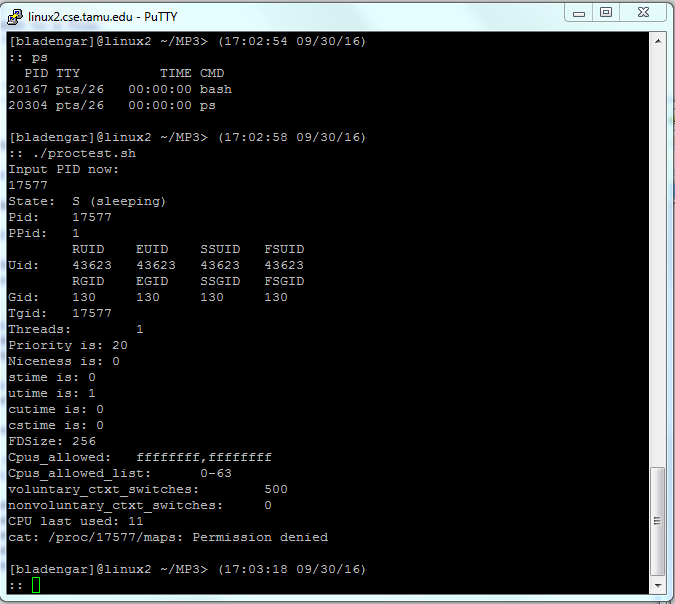 linux2.cse.tamu.edu - PuTTY
[bladengar]@linux2 ~/MP3> (17:02:54 09/30/16)
:: ps
  PID TTY          TIME CMD
20167 pts/26   00:00:00 bash
20304 pts/26   00:00:00 ps
[bladengar]@linux2 ~/MP3> (17:02:58 09/30/16)
:: ./proctest.sh
Input PID now:
17577
State:  S (sleeping)
Pid:    17577
PPid:   1
        RUID    EUID    SSUID   FSUID
Uid:    43623   43623   43623   43623
        RGID    EGID    SSGID   FSGID
Gid:    130     130     130     130
Tgid:   17577
Threads:        1
Priority is: 20
Niceness is: 0
stime is: 0
utime is: 1
cutime is: 0
cstime is: 0
FDSize: 256
Cpus_allowed:   ffffffff,ffffffff
Cpus_allowed_list:      0-63
voluntary_ctxt_switches:        500
nonvoluntary_ctxt_switches:     0
CPU last used: 11
cat: /proc/17577/maps: Permission denied
[bladengar]@linux2 ~/MP3> (17:03:18 09/30/16)
::